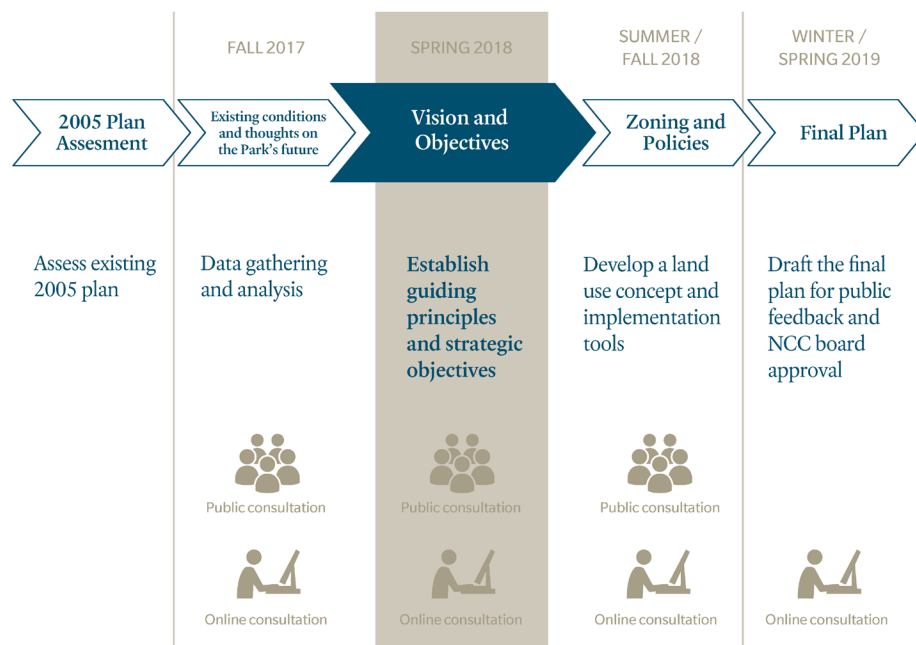 FALL 2017
SPRING 2018
SUMMER /
FALL 2018
WINTER /
SPRING 2019
2005 Plan
Assesment
Existing conditions
and thoughts on
the Park's future
Vision and
Objectives
Zoning and
Policies
Final Plan
Assess existing
2005 plan
Data gathering
and analysis
Establish
guiding
principles
and strategic
objectives
Develop a land
use concept and
implementation
tools
Draft the final
plan for public
feedback and
NCC board
approval
Public consultation
Public consultation
Public consultation
Online consultation
Online consultation
Online consultation
Online consultation